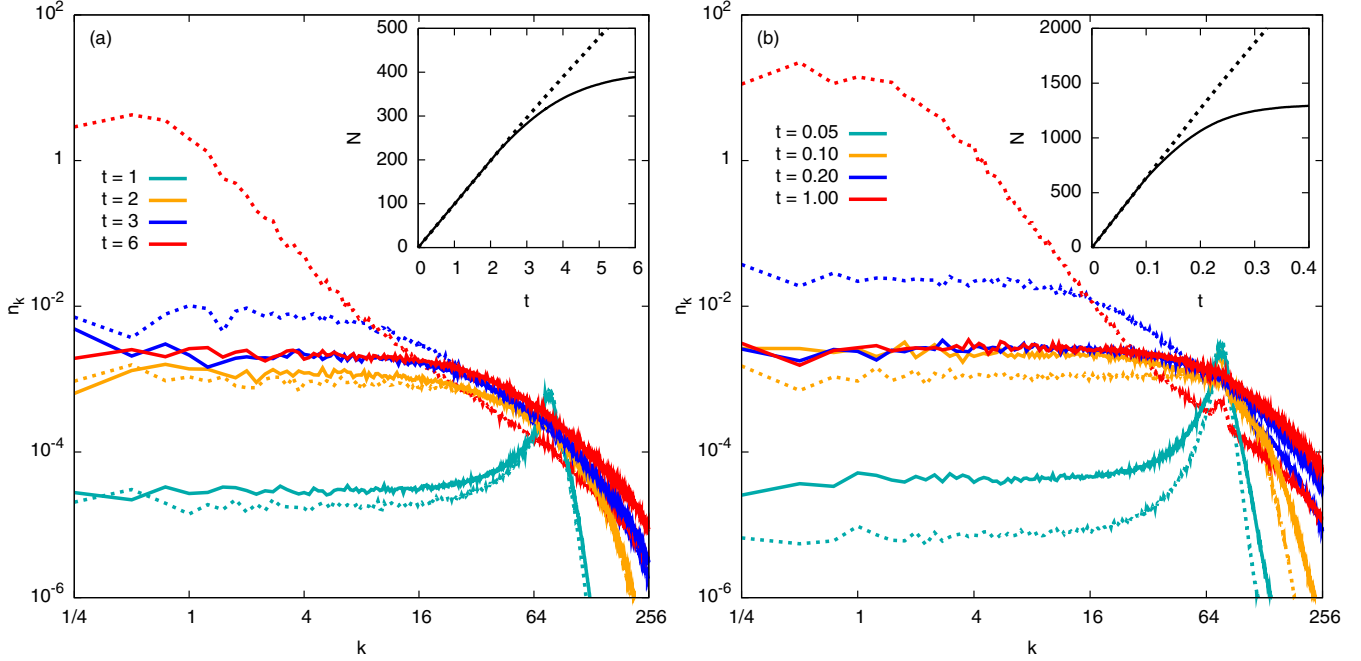 (a)
n_k
10^2
1
10^-2
10^-4
10^-6
1/4 1 4 16 64 256
k
t = 1
t = 2
t = 3
t = 6
N
500
400
300
200
100
0
0 1 2 3 4 5 6
t
(b)
n_k
10^2
1
10^-2
10^-4
10^-6
1/4 1 4 16 64 256
k
t = 0.05
t = 0.10
t = 0.20
t = 1.00
N
2000
1500
1000
500
0
0 0.1 0.2 0.3 0.4
t